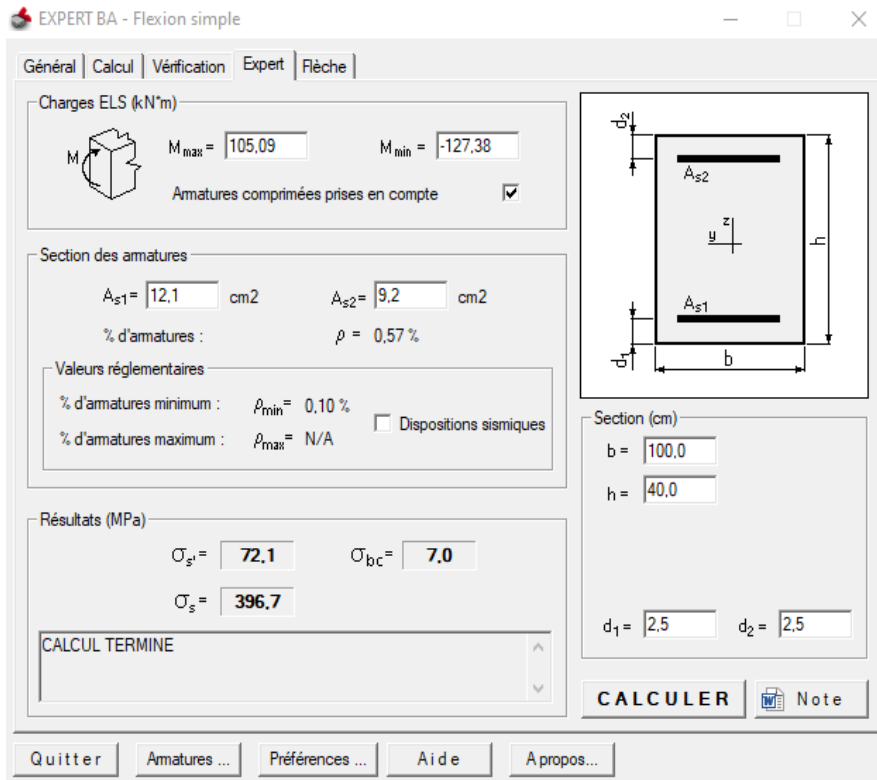 EXPERT BA - Flexion simple
Général Calcul Vérification Expert Flèche
Charges ELS (kN*m)
M
M max = 105,09
M min = -127,38
Armatures comprimées prises en compte
Section des armatures
As1= 12,1 cm2
As2= 9,2 cm2
% d'armatures : ρ = 0,57 %
Valeurs réglementaires
% d'armatures minimum : ρmin= 0,10 %
Dispositions sismiques
% d'armatures maximum : ρmax= N/A
Résultats (MPa)
σs'= 72,1
σbc= 7,0
σs= 396,7
CALCUL TERMINE
d2
As2
z
y
h
As1
d1
b
Section (cm)
b = 100,0
h = 40,0
d1 = 2,5
d2 = 2,5
CALCULER
Note
Quitter Armatures ... Préférences ... Aide A propos...